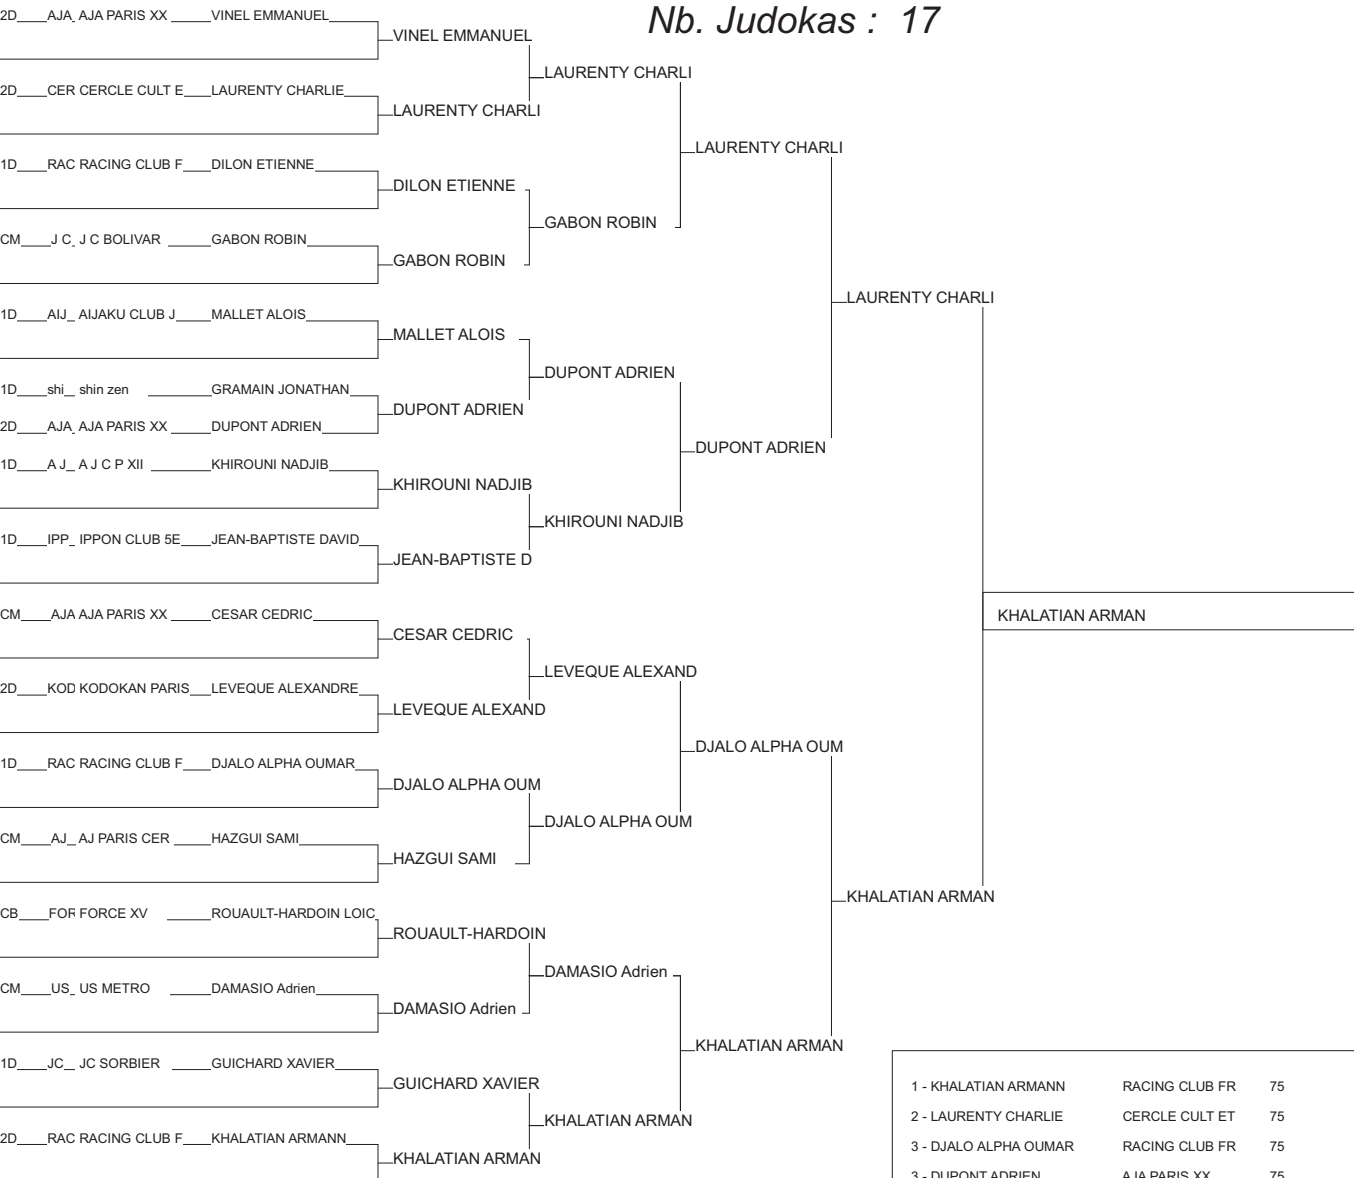 Nb. Judokas : 17
2D AJA AJA PARIS XX VINEL EMMANUEL
VINEL EMMANUEL
LAURENTY CHARLI
2D CER CERCLE CULT E LAURENTY CHARLIE
LAURENTY CHARLI
LAURENTY CHARLI
1D RAC RACING CLUB F DILON ETIENNE
DILON ETIENNE
GABON ROBIN
CM J C J C BOLIVAR GABON ROBIN
GABON ROBIN
LAURENTY CHARLI
1D AIJ AIJAKU CLUB J MALLET ALOIS
MALLET ALOIS
DUPONT ADRIEN
1D shi shin zen GRAMAIN JONATHAN
DUPONT ADRIEN
2D AJA AJA PARIS XX DUPONT ADRIEN
DUPONT ADRIEN
1D A J A J C P XII KHIROUNI NADJIB
KHIROUNI NADJIB
KHIROUNI NADJIB
1D IPP IPPON CLUB 5E JEAN-BAPTISTE DAVID
JEAN-BAPTISTE D
CM AJA AJA PARIS XX CESAR CEDRIC
KHALATIAN ARMAN
CESAR CEDRIC
LEVEQUE ALEXAND
2D KOD KODOKAN PARIS LEVEQUE ALEXANDRE
LEVEQUE ALEXAND
DJALO ALPHA OUM
1D RAC RACING CLUB F DJALO ALPHA OUMAR
DJALO ALPHA OUM
DJALO ALPHA OUM
CM AJ AJ PARIS CER HAZGUI SAMI
HAZGUI SAMI
KHALATIAN ARMAN
CB FOR FORCE XV ROUAULT-HARDOIN LOIC
ROUAULT-HARDOIN
DAMASIO Adrien
CM US US METRO DAMASIO Adrien
DAMASIO Adrien
KHALATIAN ARMAN
1D JC JC SORBIER GUICHARD XAVIER
GUICHARD XAVIER
KHALATIAN ARMAN
2D RAC RACING CLUB F KHALATIAN ARMANN
KHALATIAN ARMAN
1 - KHALATIAN ARMANN RACING CLUB FR 75
2 - LAURENTY CHARLIE CERCLE CULT ET 75
3 - DJALO ALPHA OUMAR RACING CLUB FR 75
3 - DUPONT ADRIEN AJA PARIS XX 75